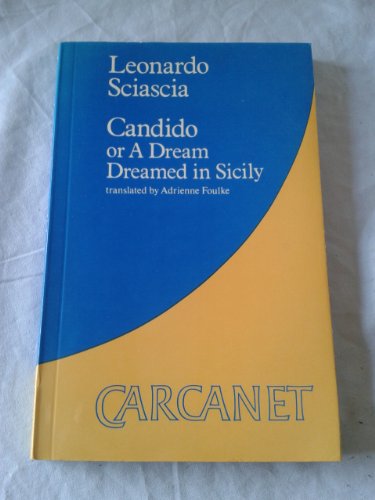 Leonardo
Sciascia
Candido
or A Dream
Dreamed in Sicily
translated by Adrienne Foulke
CARCANET